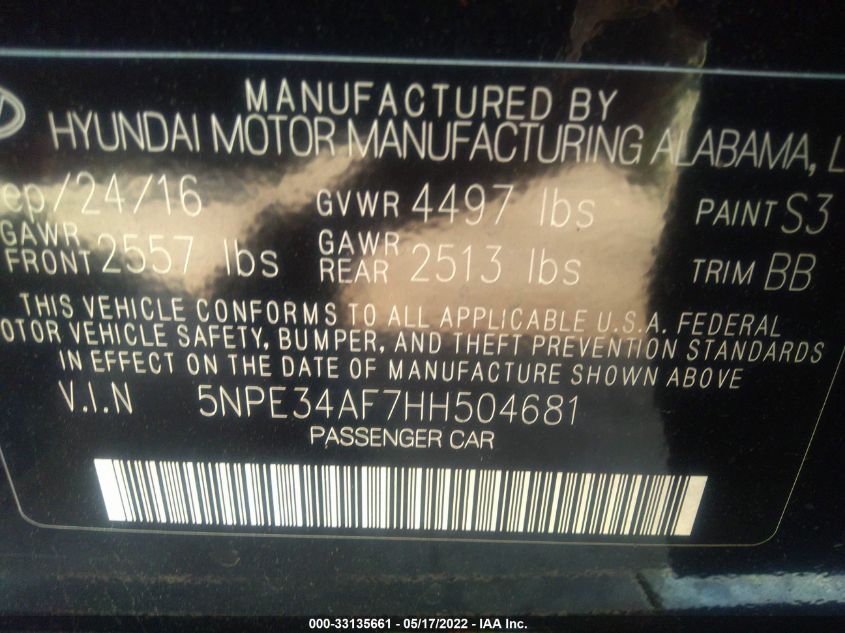 MANUFACTURED BY
HYUNDAI MOTOR MANUFACTURING ALABAMA, L
ep/24/16 GVWR 4497 lbs PAINT S3
GAWR FRONT 2557 lbs GAWR REAR 2513 lbs TRIM BB
THIS VEHICLE CONFORMS TO ALL APPLICABLE U.S.A. FEDERAL
OTOR VEHICLE SAFETY, BUMPER, AND THEFT PREVENTION STANDARDS
IN EFFECT ON THE DATE OF MANUFACTURE SHOWN ABOVE
V.I.N 5NPE34AF7HH504681
PASSENGER CAR
000-33135661 - 05/17/2022 - IAA Inc.